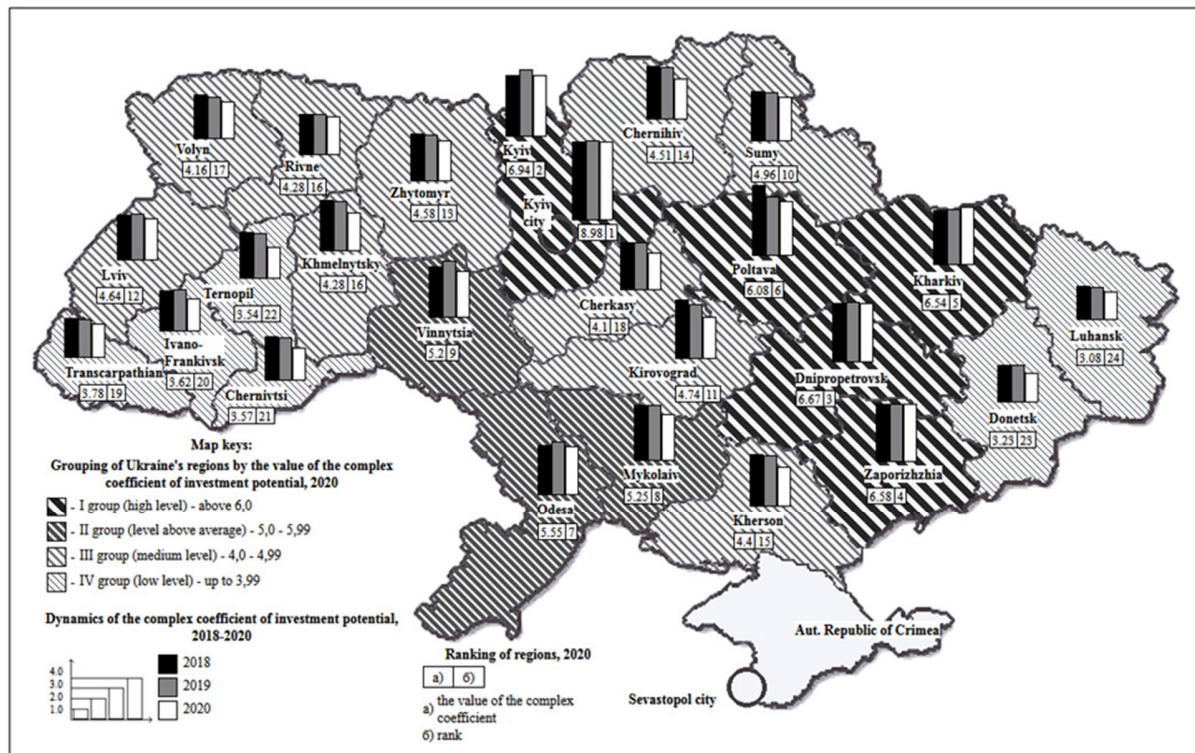 Volyn
4.16 17
Rivne
4.28 16
Zhytomyr
4.58 13
Kyiv
6.94 2
Kyiv
city
8.98 1
Chernihiv
4.51 14
Sumy
4.96 10
Lviv
4.64 12
Ternopil
3.54 22
Khmelnytsky
4.28 16
Vinnytsia
5.2 9
Cherkasy
4.1 18
Poltava
6.08 6
Kharkiv
6.54 5
Luhansk
3.08 24
Transcarpathian
3.78 19
Ivano-
Frankivsk
3.62 20
Chernivtsi
3.57 21
Kirovograd
4.74 11
Dnipropetrovsk
6.67 3
Donetsk
3.23 23
Zaporizhzhia
6.58 4
Mykolaiv
5.25 8
Odesa
5.55 7
Kherson
4.4 15
Aut. Republic of Crimea
Sevastopol city
Map keys:
Grouping of Ukraine's regions by the value of the complex
coefficient of investment potential, 2020
- I group (high level) - above 6,0
- II group (level above average) - 5,0 - 5,99
- III group (medium level) - 4,0 - 4,99
- IV group (low level) - up to 3,99
Dynamics of the complex coefficient of investment potential,
2018-2020
4.0
3.0
2.0
1.0
2018
2019
2020
Ranking of regions, 2020
а) б)
а) the value of the complex
coefficient
б) rank